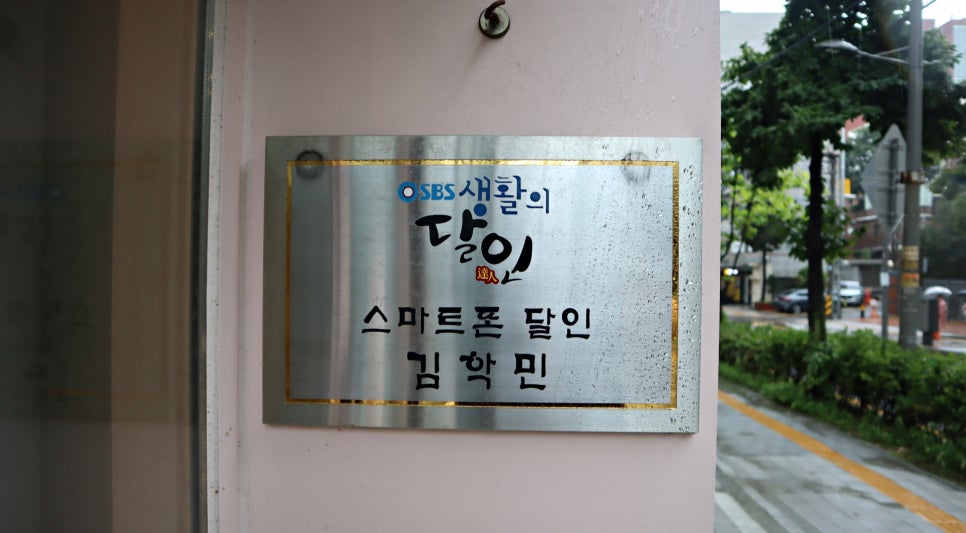 SBS 생활의
달인
達人
스마트폰 달인
김학민